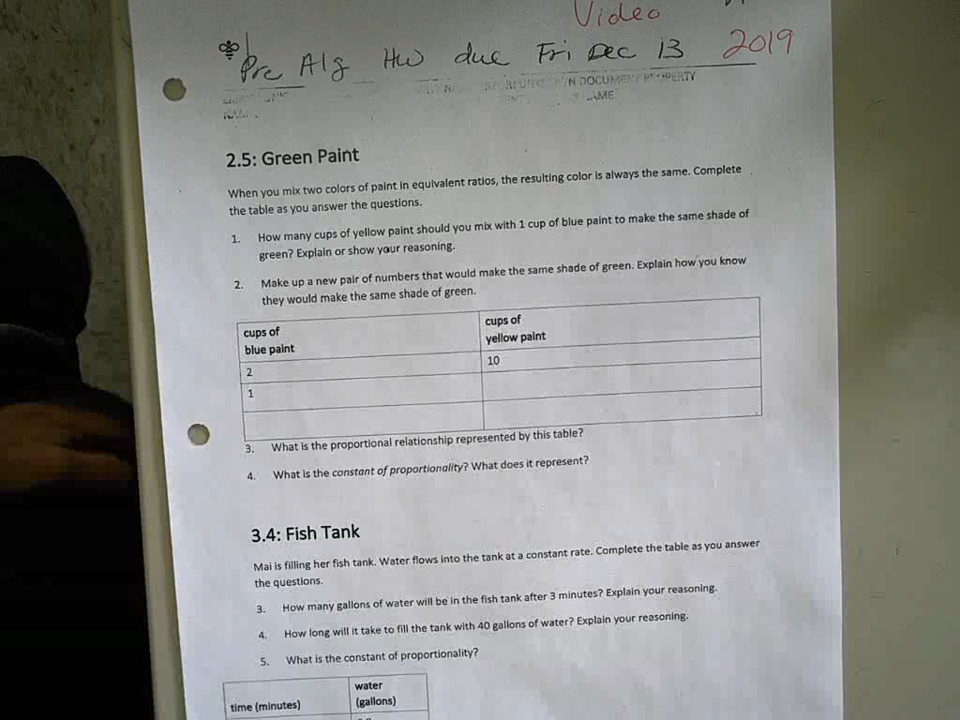 Video
Pre Alg HW due Fri Dec 13 2019
DOCUMENT PROPERTY
NAME
2.5: Green Paint
When you mix two colors of paint in equivalent ratios, the resulting color is always the same. Complete
the table as you answer the questions.
1. How many cups of yellow paint should you mix with 1 cup of blue paint to make the same shade of
green? Explain or show your reasoning.
2. Make up a new pair of numbers that would make the same shade of green. Explain how you know
they would make the same shade of green.
cups of
blue paint
cups of
yellow paint
2 10
1
3. What is the proportional relationship represented by this table?
4. What is the constant of proportionality? What does it represent?
3.4: Fish Tank
Mai is filling her fish tank. Water flows into the tank at a constant rate. Complete the table as you answer
the questions.
3. How many gallons of water will be in the fish tank after 3 minutes? Explain your reasoning.
4. How long will it take to fill the tank with 40 gallons of water? Explain your reasoning.
5. What is the constant of proportionality?
time (minutes)
water
(gallons)